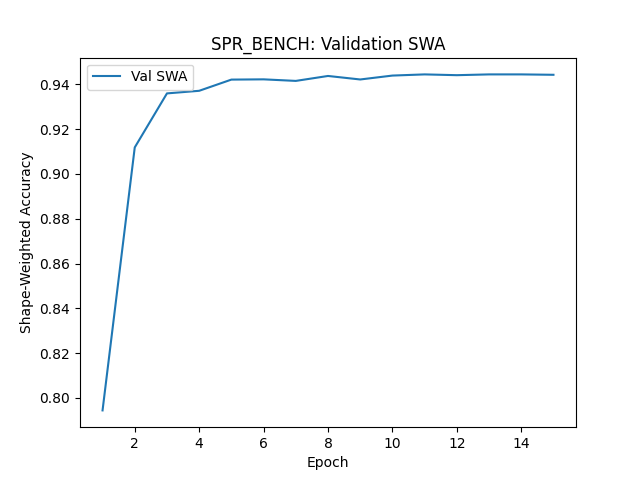 SPR_BENCH: Validation SWA
Val SWA
Shape-Weighted Accuracy
0.94
0.92
0.90
0.88
0.86
0.84
0.82
0.80
2 4 6 8 10 12 14
Epoch